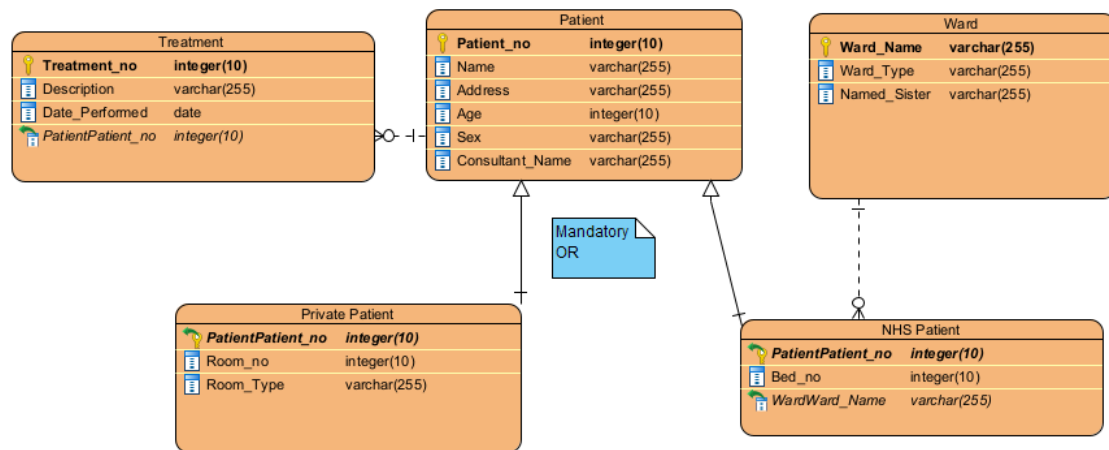 Treatment
Treatment_no integer(10)
Description varchar(255)
Date_Performed date
PatientPatient_no integer(10)
Patient
Patient_no integer(10)
Name varchar(255)
Address varchar(255)
Age integer(10)
Sex varchar(255)
Consultant_Name varchar(255)
Ward
Ward_Name varchar(255)
Ward_Type varchar(255)
Named_Sister varchar(255)
Mandatory
OR
Private Patient
PatientPatient_no integer(10)
Room_no integer(10)
Room_Type varchar(255)
NHS Patient
PatientPatient_no integer(10)
Bed_no integer(10)
WardWard_Name varchar(255)